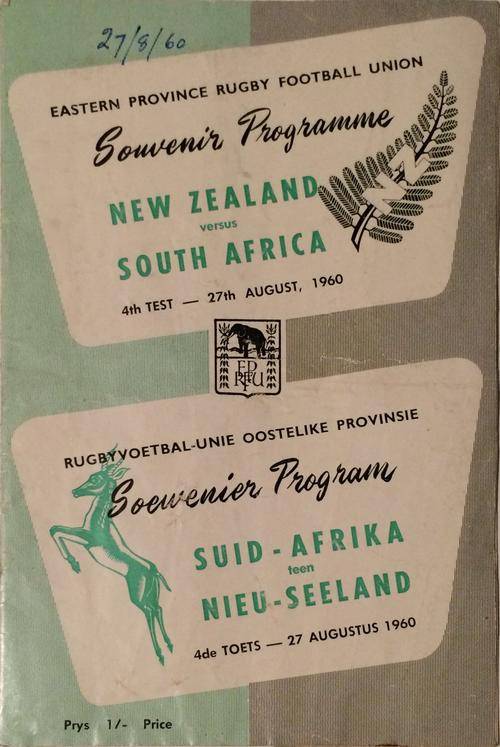 27/8/60
EASTERN PROVINCE RUGBY FOOTBALL UNION
Souvenir Programme
NZ
NEW ZEALAND
versus
SOUTH AFRICA
4th TEST — 27th AUGUST, 1960
EP
RFU
RUGBYVOETBAL-UNIE OOSTELIKE PROVINSIE
Soewenier Program
SUID-AFRIKA
teen
NIEU-SEELAND
4de TOETS — 27 AUGUSTUS 1960
Prys 1/- Price